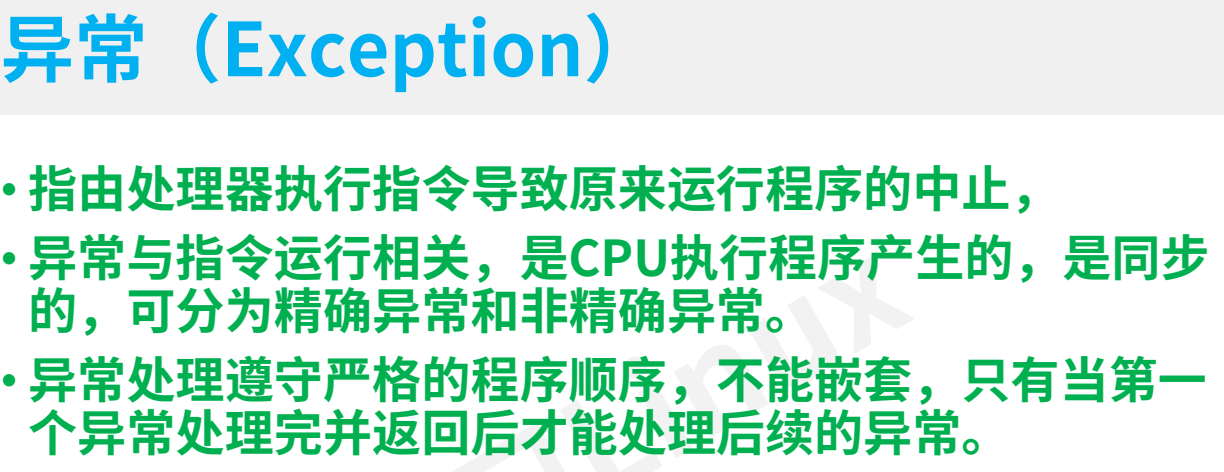 异常（Exception）
• 指由处理器执行指令导致原来运行程序的中止，
• 异常与指令运行相关，是CPU执行程序产生的，是同步
的，可分为精确异常和非精确异常。
• 异常处理遵守严格的程序顺序，不能嵌套，只有当第一
个异常处理完并返回后才能处理后续的异常。
Linux